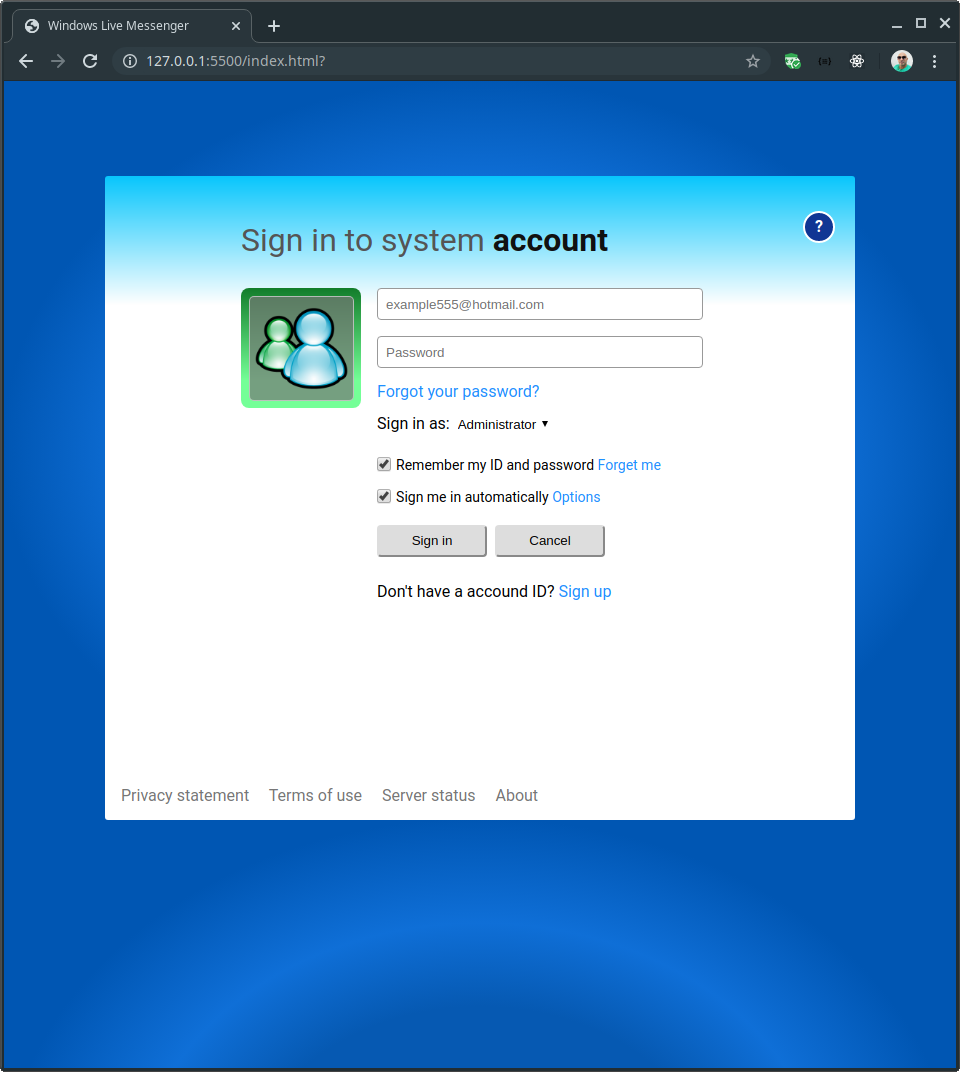 Windows Live Messenger
127.0.0.1:5500/index.html?
Sign in to system account
?
example555@hotmail.com
Password
Forgot your password?
Sign in as: Administrator
Remember my ID and password Forget me
Sign me in automatically Options
Sign in Cancel
Don't have a accound ID? Sign up
Privacy statement Terms of use Server status About